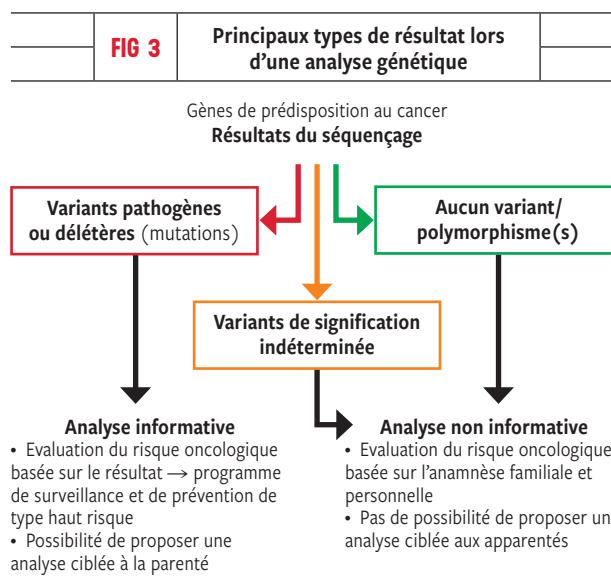 FIG 3
Principaux types de résultat lors
d'une analyse génétique
Gènes de prédisposition au cancer
Résultats du séquençage
Variants pathogènes
ou délétères (mutations)
Aucun variant/
polymorphisme(s)
Variants de signification
indéterminée
Analyse informative
• Evaluation du risque oncologique
basée sur le résultat → programme
de surveillance et de prévention de
type haut risque
• Possibilité de proposer une
analyse ciblée à la parenté
Analyse non informative
• Evaluation du risque oncologique
basée sur l'anamnèse familiale et
personnelle
• Pas de possibilité de proposer un
analyse ciblée aux apparentés